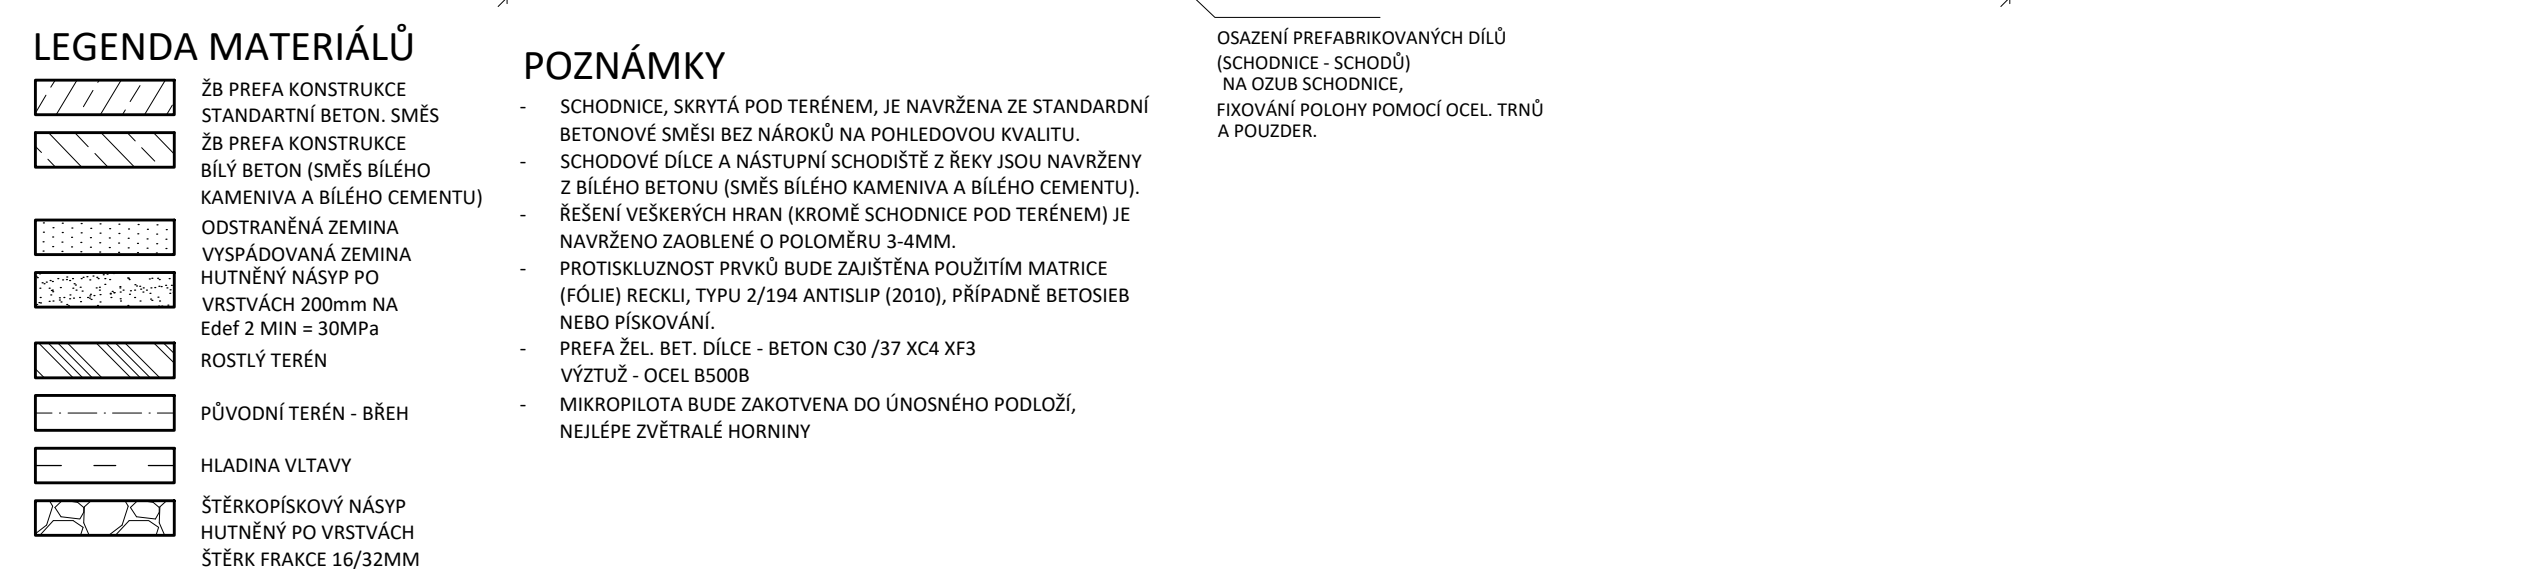 LEGENDA MATERIÁLŮ
ŽB PREFA KONSTRUKCE
STANDARTNÍ BETON. SMĚS
ŽB PREFA KONSTRUKCE
BÍLÝ BETON (SMĚS BÍLÉHO
KAMENIVA A BÍLÉHO CEMENTU)
ODSTRANĚNÁ ZEMINA
VYSPÁDOVANÁ ZEMINA
HUTNĚNÝ NÁSYP PO
VRSTVÁCH 200mm NA
Edef 2 MIN = 30MPa
ROSTLÝ TERÉN
PŮVODNÍ TERÉN - BŘEH
HLADINA VLTAVY
ŠTĚRKOPÍSKOVÝ NÁSYP
HUTNĚNÝ PO VRSTVÁCH
ŠTĚRK FRAKCE 16/32MM
POZNÁMKY
- SCHODNICE, SKRYTÁ POD TERÉNEM, JE NAVRŽENA ZE STANDARDNÍ
BETONOVÉ SMĚSI BEZ NÁROKŮ NA POHLEDOVOU KVALITU.
- SCHODOVÉ DÍLCE A NÁSTUPNÍ SCHODIŠTĚ Z ŘEKY JSOU NAVRŽENY
Z BÍLÉHO BETONU (SMĚS BÍLÉHO KAMENIVA A BÍLÉHO CEMENTU).
- ŘEŠENÍ VEŠKERÝCH HRAN (KROMĚ SCHODNICE POD TERÉNEM) JE
NAVRŽENO ZAOBLENÉ O POLOMĚRU 3-4MM.
- PROTISKLUZNOST PRVKŮ BUDE ZAJIŠTĚNA POUŽITÍM MATRICE
(FÓLIE) RECKLI, TYPU 2/194 ANTISLIP (2010), PŘÍPADNĚ BETOSIEB
NEBO PÍSKOVÁNÍ.
- PREFA ŽEL. BET. DÍLCE - BETON C30 /37 XC4 XF3
VÝZTUŽ - OCEL B500B
- MIKROPILOTA BUDE ZAKOTVENA DO ÚNOSNÉHO PODLOŽÍ,
NEJLÉPE ZVĚTRALÉ HORNINY
OSAZENÍ PREFABRIKOVANÝCH DÍLŮ
(SCHODNICE - SCHODŮ)
NA OZUB SCHODNICE,
FIXOVÁNÍ POLOHY POMOCÍ OCEL. TRNŮ
A POUZDER.